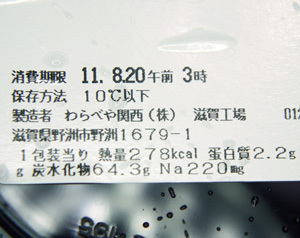 消費期限 11.8.20午前 3時
保存方法 10℃以下
製造者 わらべや関西(株) 滋賀工場 012
滋賀県野洲市野洲1679-1
1包装当り 熱量278kcal 蛋白質2.2g
g 炭水化物64.3g Na220mg